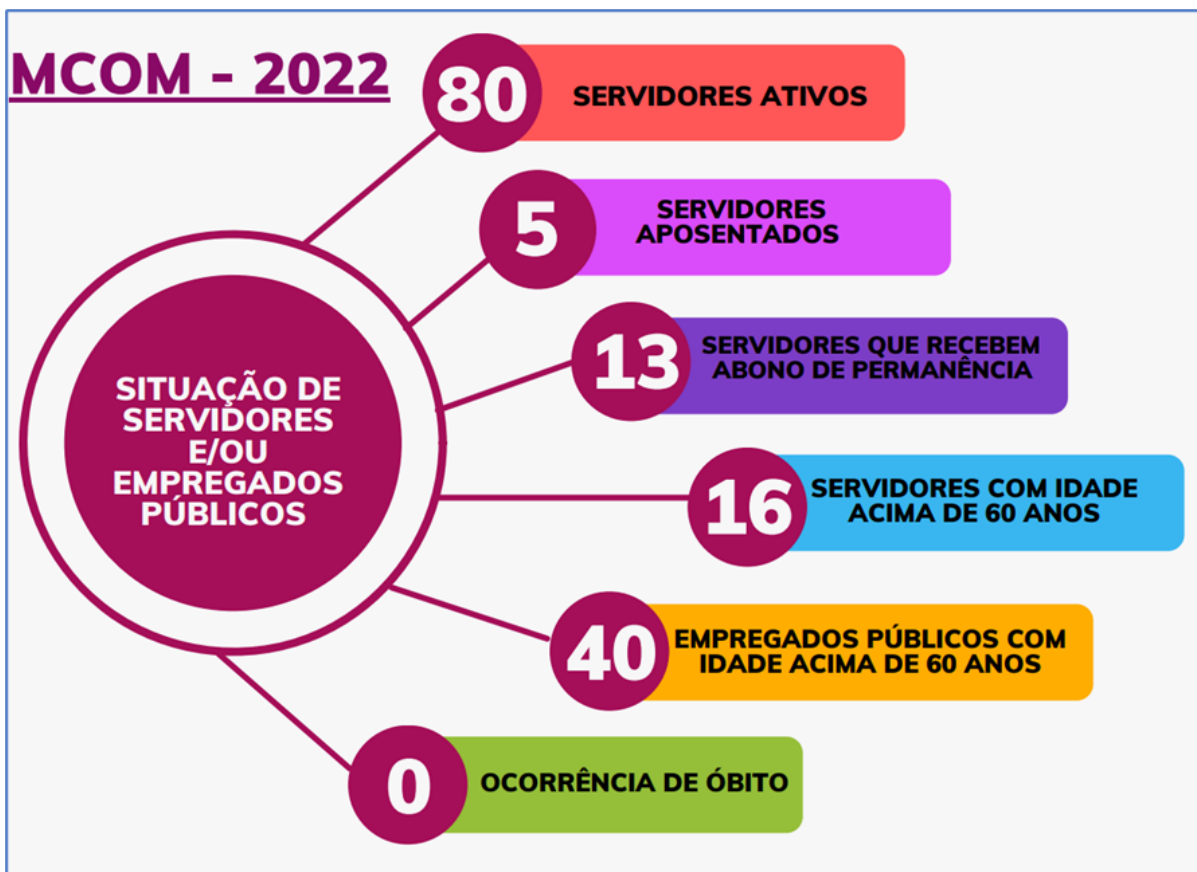 MCOM - 2022
80
SERVIDORES ATIVOS
5
SERVIDORES
APOSENTADOS
13
SERVIDORES QUE RECEBEM
ABONO DE PERMANÊNCIA
SITUAÇÃO DE
SERVIDORES
E/OU
EMPREGADOS
PÚBLICOS
16
SERVIDORES COM IDADE
ACIMA DE 60 ANOS
40
EMPREGADOS PÚBLICOS COM
IDADE ACIMA DE 60 ANOS
0
OCORRÊNCIA DE ÓBITO